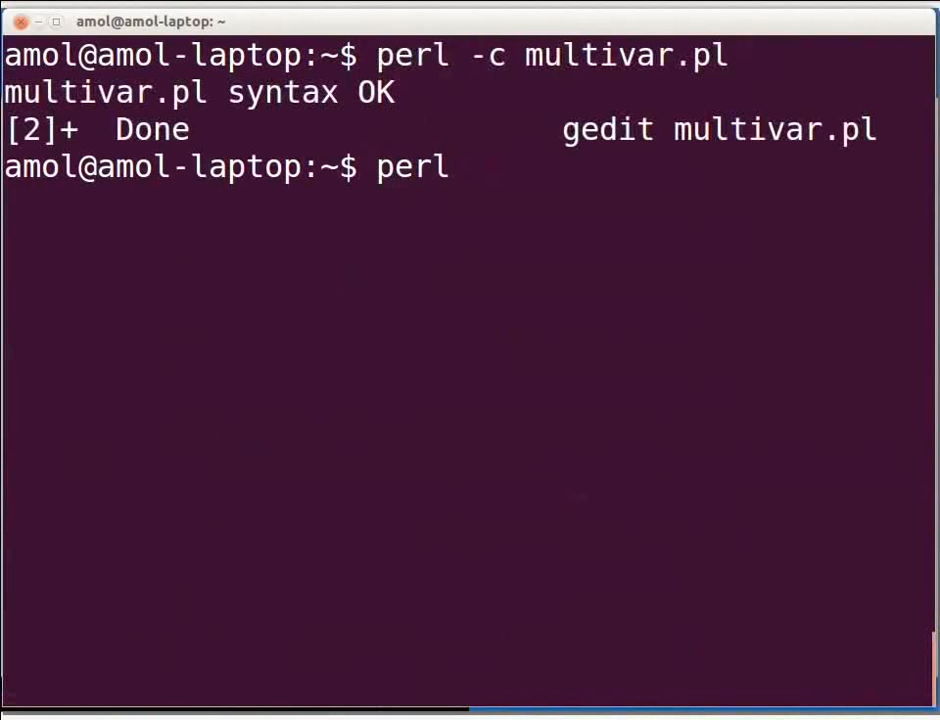 amol@amol-laptop: ~
amol@amol-laptop:~$ perl -c multivar.pl
multivar.pl syntax OK
[2]+  Done                    gedit multivar.pl
amol@amol-laptop:~$ perl